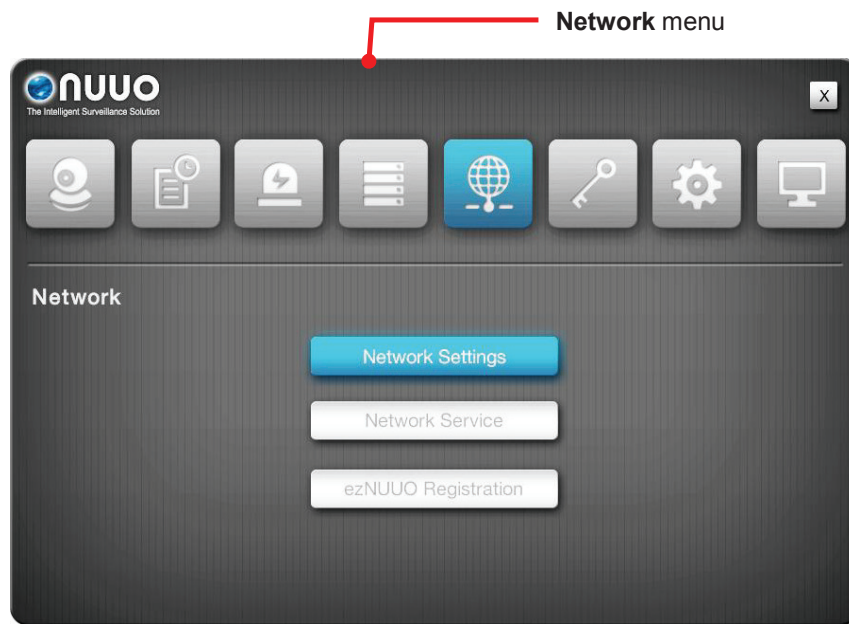 Network menu
nuuo
The Intelligent Surveillance Solution
X
Network
Network Settings
Network Service
ezNUUO Registration